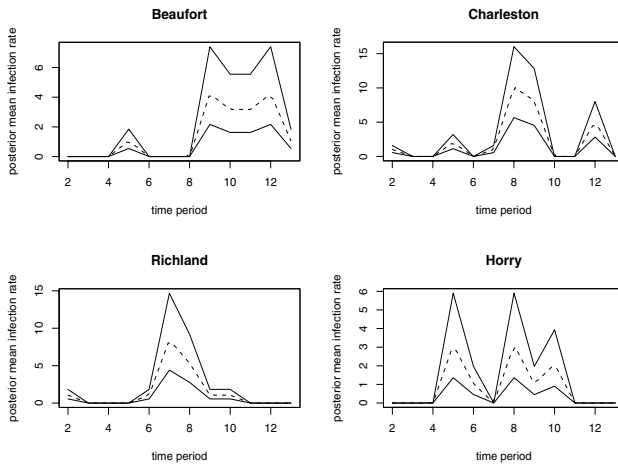 Beaufort
posterior mean infection rate
0 2 4 6
2 4 6 8 10 12
time period
Charleston
posterior mean infection rate
0 5 10 15
2 4 6 8 10 12
time period
Richland
posterior mean infection rate
0 5 10 15
2 4 6 8 10 12
time period
Horry
posterior mean infection rate
0 1 2 3 4 5 6
2 4 6 8 10 12
time period